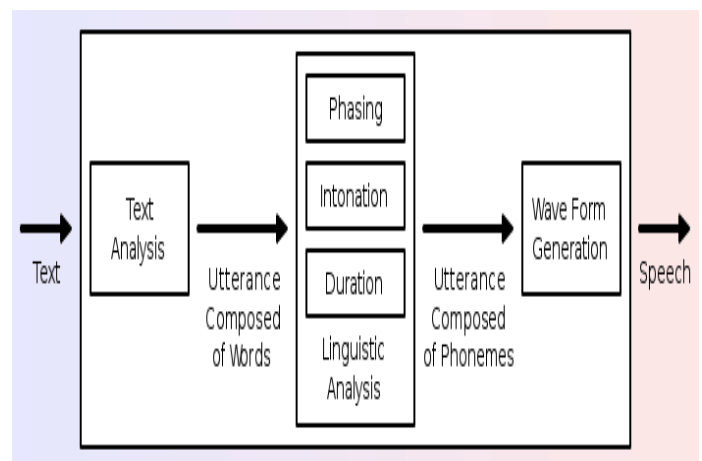 Text
Text
Analysis
Utterance
Composed
of Words
Phasing
Intonation
Duration
Linguistic
Analysis
Utterance
Composed
of Phonemes
Wave Form
Generation
Speech